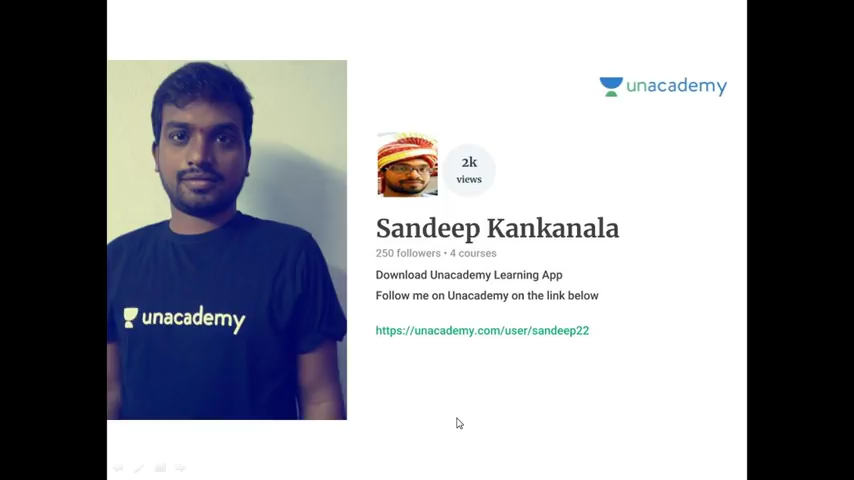 unacademy
2k
views
Sandeep Kankanala
250 followers • 4 courses
Download Unacademy Learning App
Follow me on Unacademy on the link below
https://unacademy.com/user/sandeep22
unacademy